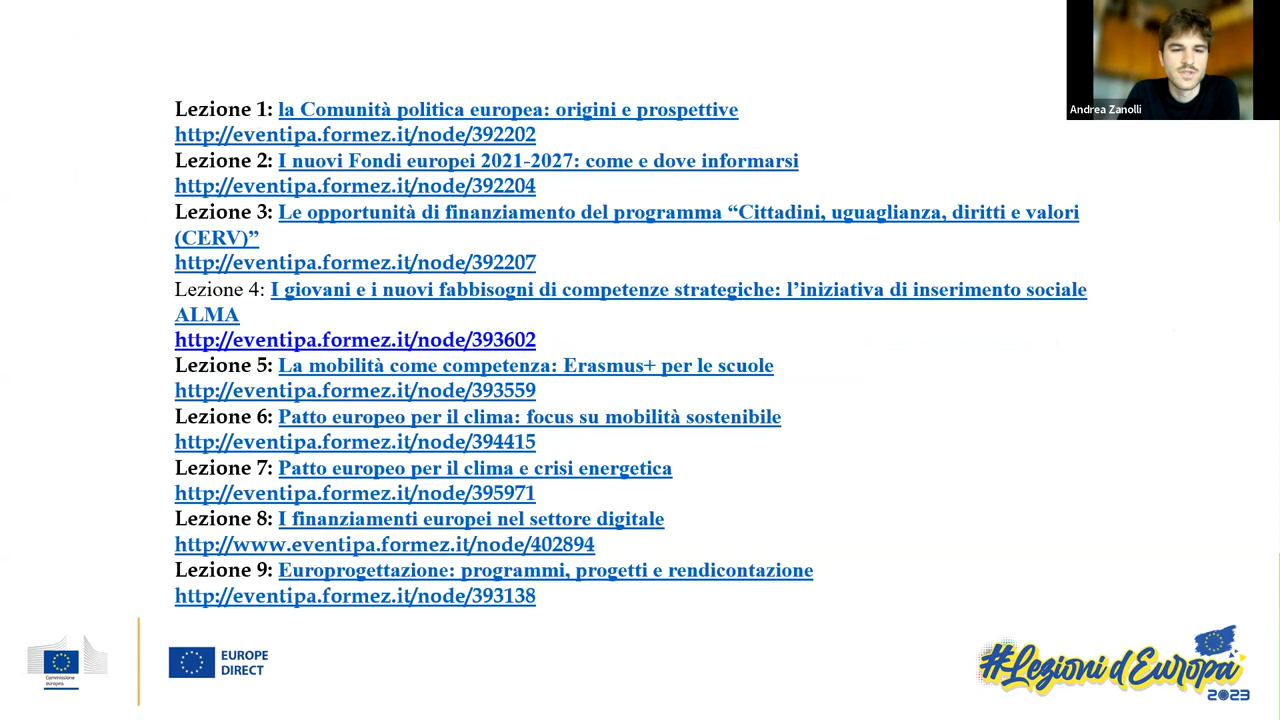 Lezione 1: la Comunità politica europea: origini e prospettive
http://eventipa.formez.it/node/392202
Lezione 2: I nuovi Fondi europei 2021-2027: come e dove informarsi
http://eventipa.formez.it/node/392204
Lezione 3: Le opportunità di finanziamento del programma “Cittadini, uguaglianza, diritti e valori
(CERV)”
http://eventipa.formez.it/node/392207
Lezione 4: I giovani e i nuovi fabbisogni di competenze strategiche: l’iniziativa di inserimento sociale
ALMA
http://eventipa.formez.it/node/393602
Lezione 5: La mobilità come competenza: Erasmus+ per le scuole
http://eventipa.formez.it/node/393559
Lezione 6: Patto europeo per il clima: focus su mobilità sostenibile
http://eventipa.formez.it/node/394415
Lezione 7: Patto europeo per il clima e crisi energetica
http://eventipa.formez.it/node/395971
Lezione 8: I finanziamenti europei nel settore digitale
http://www.eventipa.formez.it/node/402894
Lezione 9: Europrogettazione: programmi, progetti e rendicontazione
http://eventipa.formez.it/node/393138
Andrea Zanolli
Commissione
europea
EUROPE
DIRECT
#Lezioni d'Europa
2023